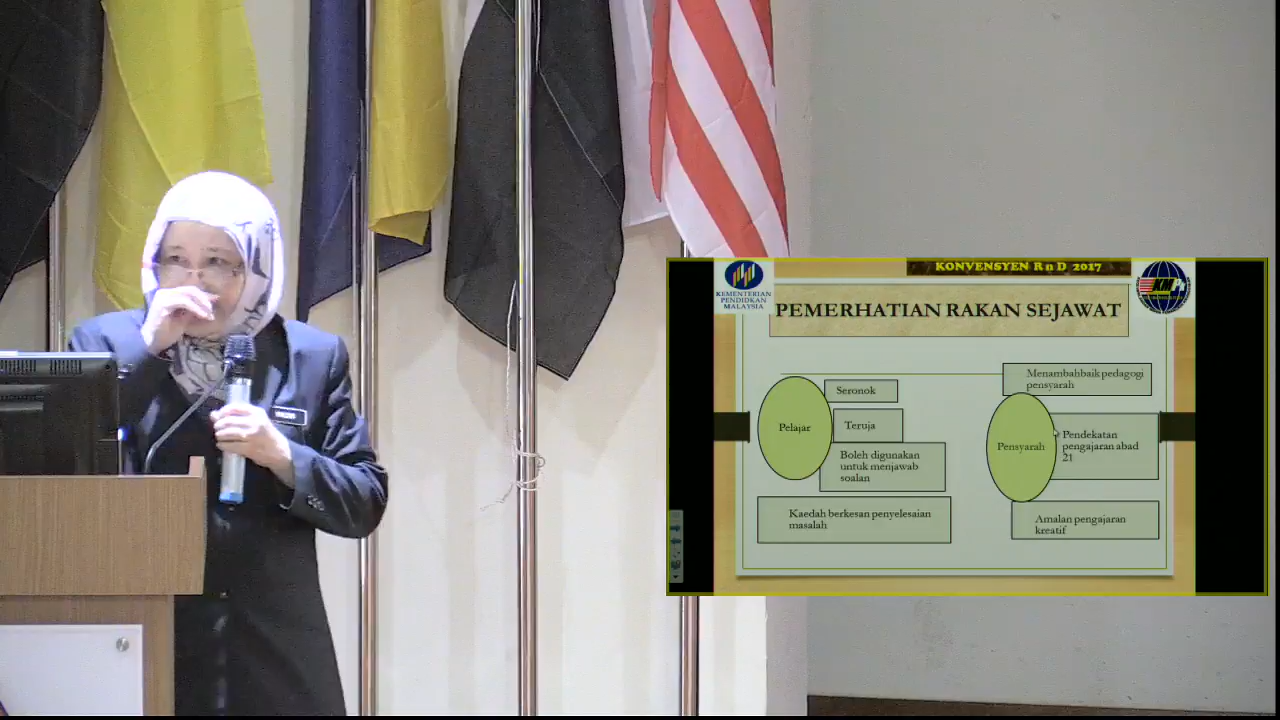 KONVENSYEN R n D 2017
KEMENTERIAN
PENDIDIKAN
MALAYSIA
PEMERHATIAN RAKAN SEJAWAT
Pelajar
Seronok
Teruja
Boleh digunakan
untuk menjawab
soalan
Kaedah berkesan penyelesaian
masalah
Pensyarah
Menambahbaik pedagogi
pensyarah
Pendekatan
pengajaran abad
21
Amalan pengajaran
kreatif